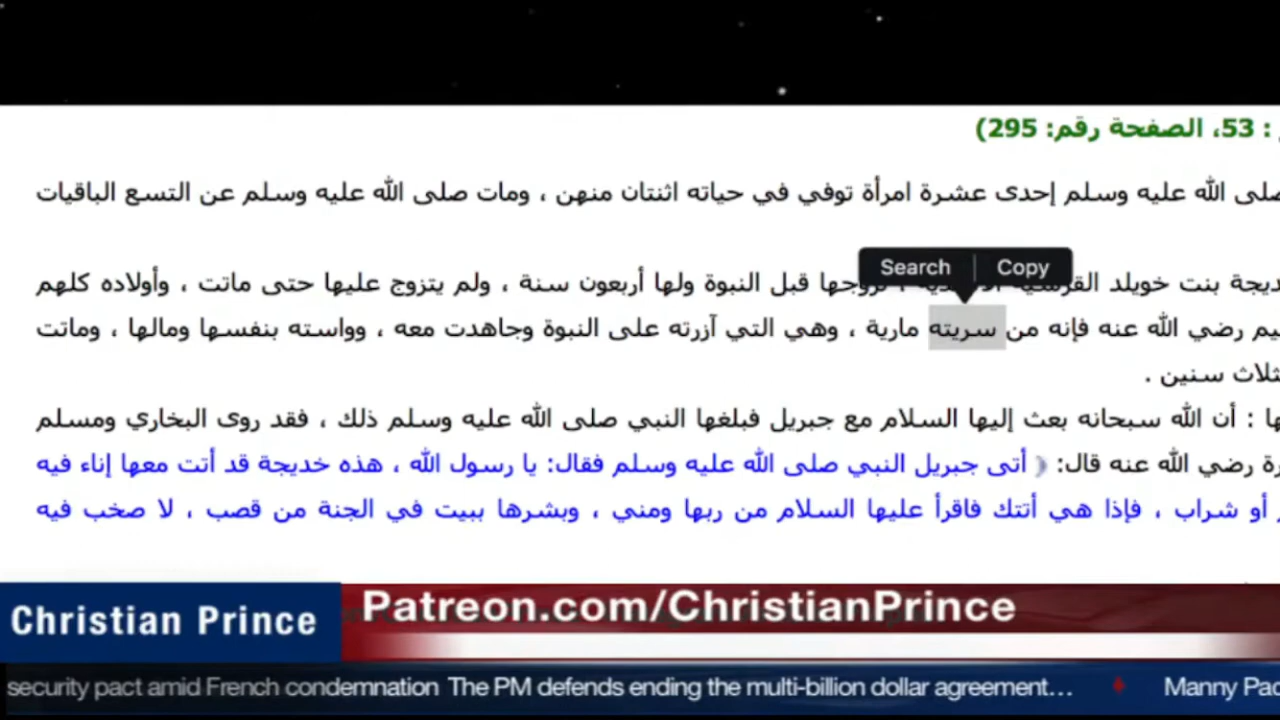 : 53، الصفحة رقم: 295)
صلى الله عليه وسلم إحدى عشرة امرأة توفي في حياته اثنتان منهن ، ومات صلى الله عليه وسلم عن التسع الباقيات
Search Copy
ديجة بنت خويلد ، تزوجها قبل النبوة ولها أربعون سنة ، ولم يتزوج عليها حتى ماتت ، وأولاده كلهم
يم رضي الله عنه فإنه من سريته مارية ، وهي التي آزرته على النبوة وجاهدت معه ، وواسته بنفسها ومالها ، وماتت
ثلاث سنين .
ها : أن الله سبحانه بعث إليها السلام مع جبريل فبلغها النبي صلى الله عليه وسلم ذلك ، فقد روى البخاري ومسلم
رة رضي الله عنه قال: ﴿ أتى جبريل النبي صلى الله عليه وسلم فقال: يا رسول الله ، هذه خديجة قد أتت معها إناء فيه
أو شراب ، فإذا هي أتتك فاقرأ عليها السلام من ربها ومني ، وبشرها ببيت في الجنة من قصب ، لا صخب فيه
Christian Prince
Patreon.com/ChristianPrince
security pact amid French condemnation The PM defends ending the multi-billion dollar agreement… Manny Pac